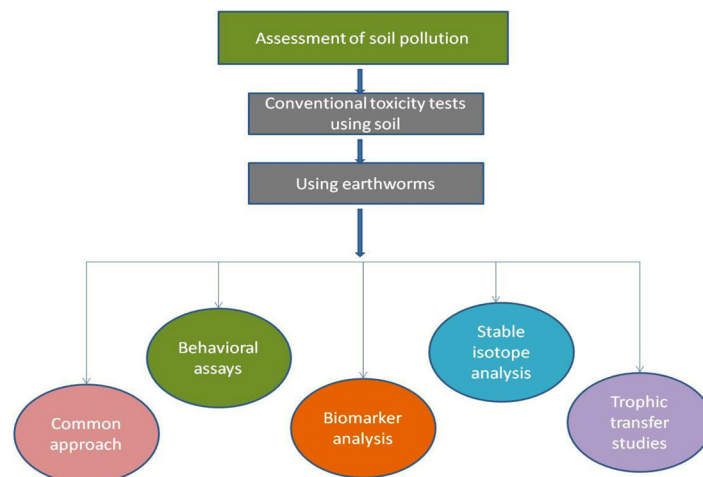 Assessment of soil pollution
Conventional toxicity tests
using soil
Using earthworms
Behavioral
assays
Stable
isotope
analysis
Common
approach
Biomarker
analysis
Trophic
transfer
studies